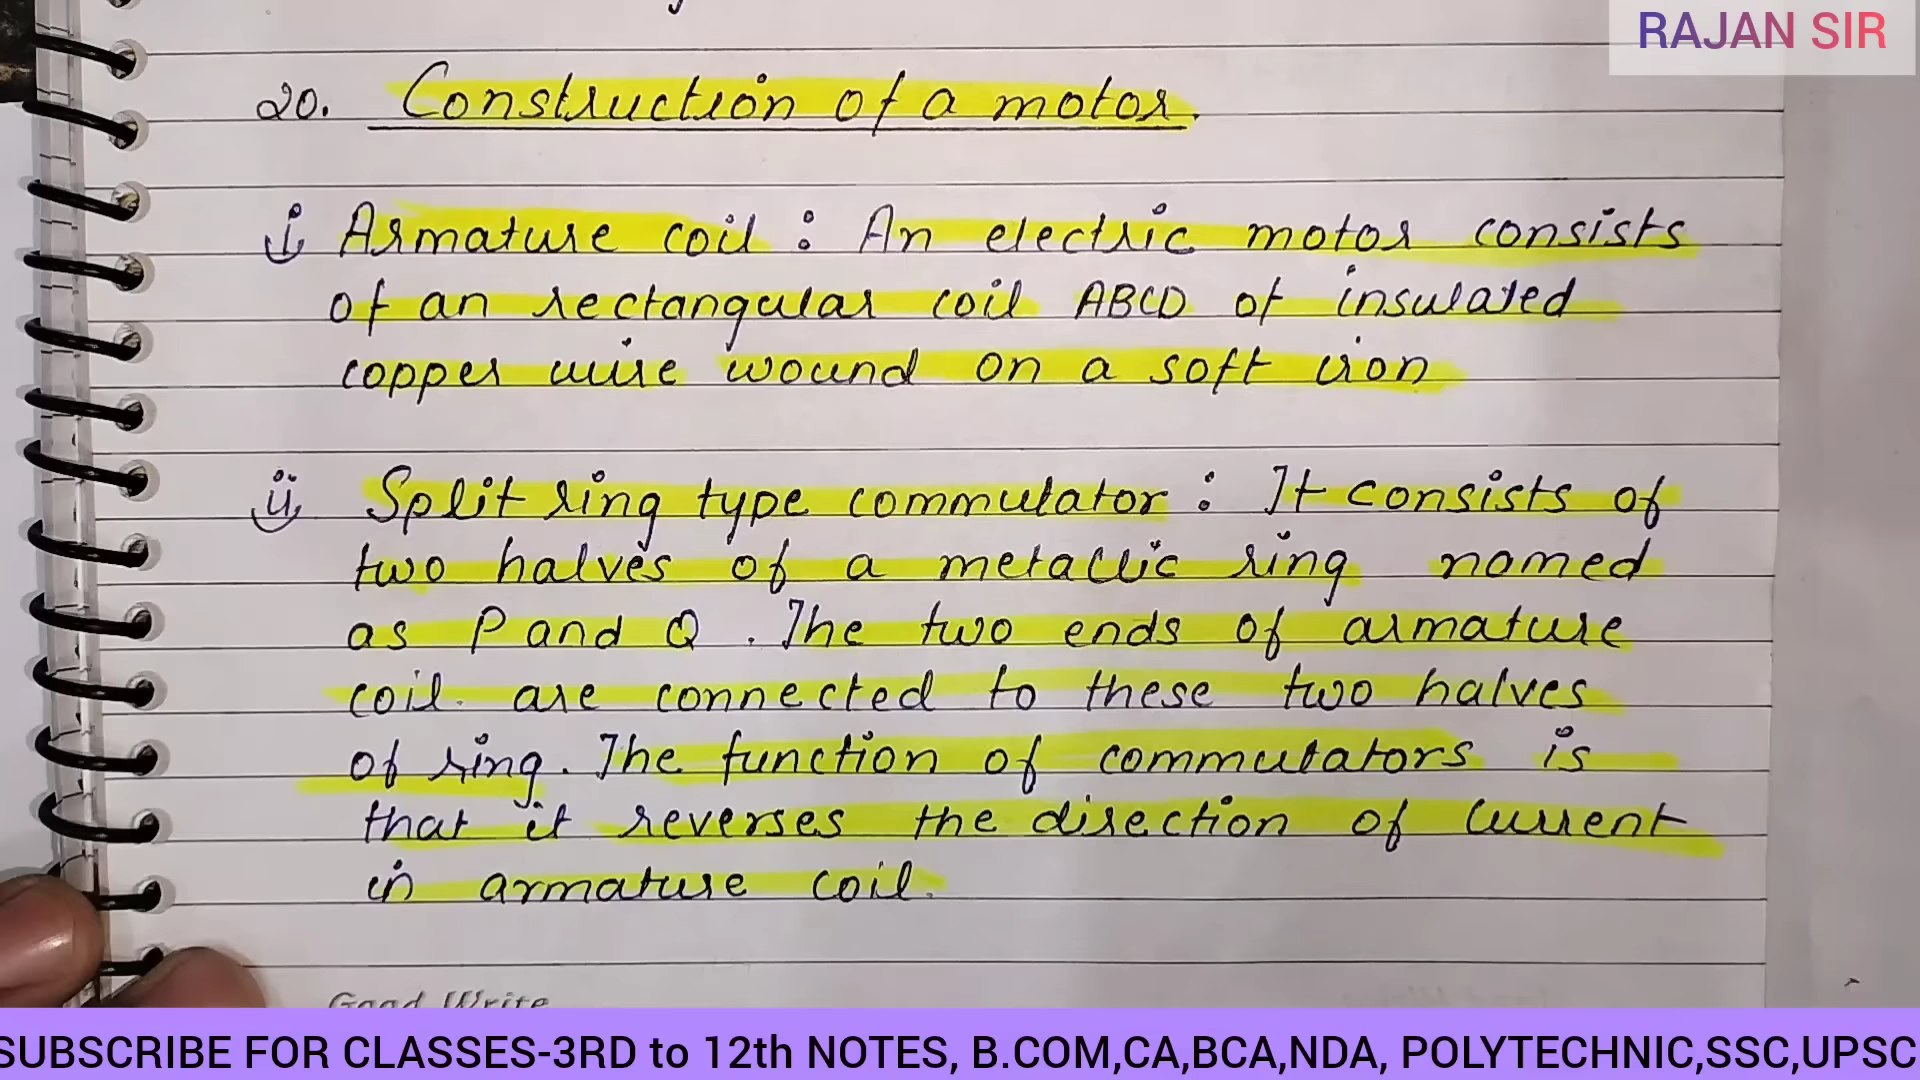 RAJAN SIR
20. Construction of a motor.
i) Armature coil : An electric motor consists
of an rectangular coil ABCD of insulated
copper wire wound on a soft iron
ii) Split ring type commutator : It consists of
two halves of a metallic ring named
as P and Q . The two ends of armature
coil are connected to these two halves
of ring. The function of commutators is
that it reverses the direction of current
in armature coil.
Good Write
SUBSCRIBE FOR CLASSES-3RD to 12th NOTES, B.COM,CA,BCA,NDA, POLYTECHNIC,SSC,UPSC